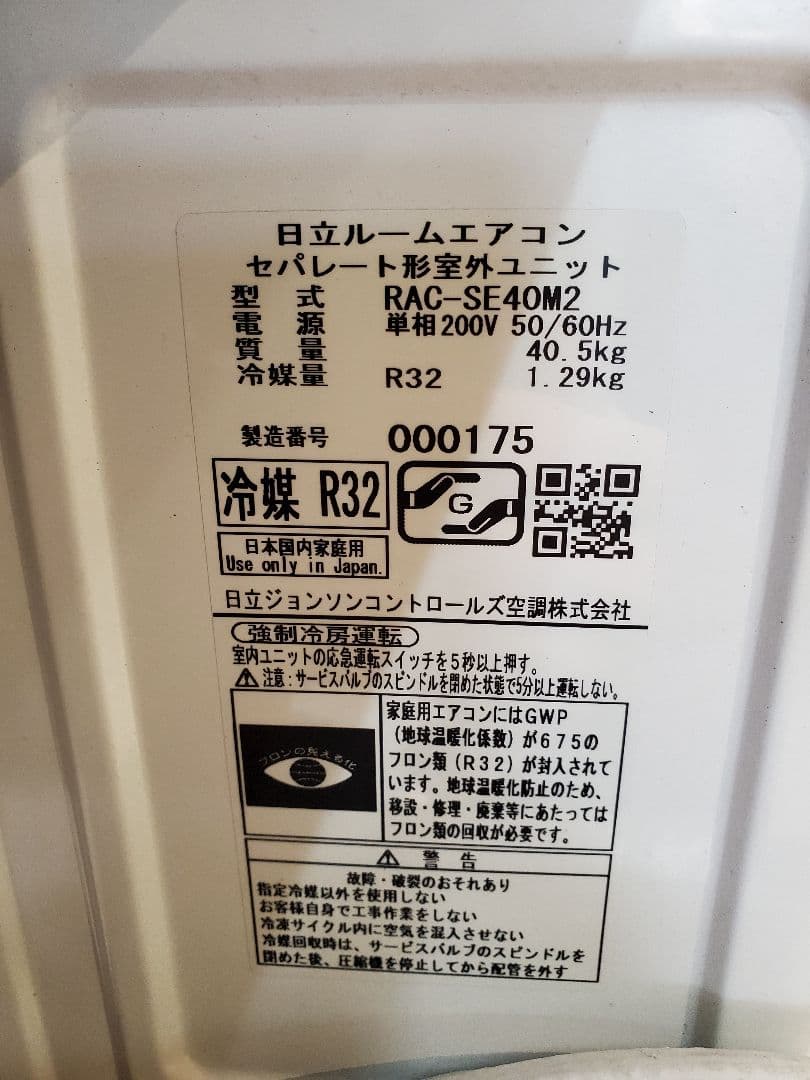 日立ルームエアコン
セパレート形室外ユニット
型 式 RAC-SE40M2
電 源 単相200V 50/60Hz
質 量 40.5kg
冷媒量 R32 1.29kg
製造番号 000175
冷媒 R32
G
日本国内家庭用
Use only in Japan.
日立ジョンソンコントロールズ空調株式会社
強制冷房運転
室内ユニットの応急運転スイッチを5秒以上押す。
注意:サービスバルブのスピンドルを閉めた状態で5分以上運転しない。
フロンの見える化
家庭用エアコンにはGWP
(地球温暖化係数)が675の
フロン類(R32)が封入されて
います。地球温暖化防止のため、
移設・修理・廃棄等にあたっては
フロン類の回収が必要です。
警 告
故障・破裂のおそれあり
指定冷媒以外を使用しない
お客様自身で工事作業をしない
冷凍サイクル内に空気を混入させない
冷媒回収時は、サービスバルブのスピンドルを
閉めた後、圧縮機を停止してから配管を外す